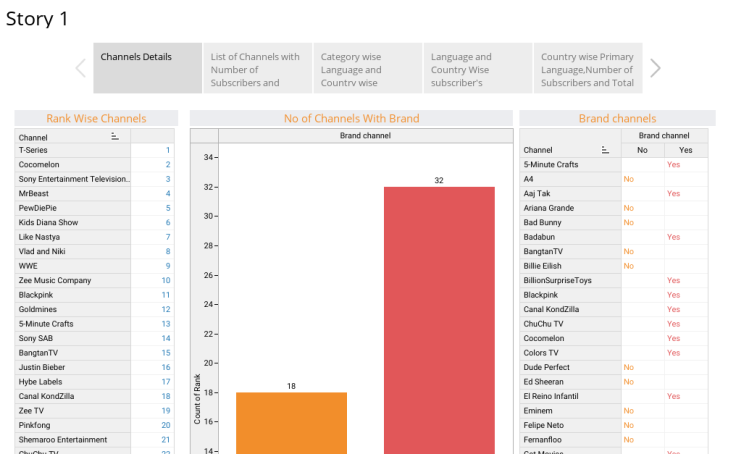 Story 1
Channels Details
List of Channels with
Number of
Subscribers and
Category wise
Language and
Country wise
Language and
Country Wise
subscriber's
Country wise Primary
Language,Number of
Subscribers and Total
Rank Wise Channels
Channel
T-Series 1
Cocomelon 2
Sony Entertainment Television.. 3
MrBeast 4
PewDiePie 5
Kids Diana Show 6
Like Nastya 7
Vlad and Niki 8
WWE 9
Zee Music Company 10
Blackpink 11
Goldmines 12
5-Minute Crafts 13
Sony SAB 14
BangtanTV 15
Justin Bieber 16
Hybe Labels 17
Canal KondZilla 18
Zee TV 19
Pinkfong 20
Shemaroo Entertainment 21
ChuChu TV 22
No of Channels With Brand
Brand channel
Count of Rank
34
32
30
28
26
24
22
20
18
16
14
18
32
Brand channels
Brand channel
Channel No Yes
5-Minute Crafts Yes
A4 No
Aaj Tak Yes
Ariana Grande No
Bad Bunny No
Badabun Yes
BangtanTV No
Billie Eilish No
BillionSurpriseToys Yes
Blackpink Yes
Canal KondZilla Yes
ChuChu TV Yes
Cocomelon Yes
Colors TV Yes
Dude Perfect No
Ed Sheeran No
El Reino Infantil Yes
Eminem No
Felipe Neto No
Fernanfloo No
Get Movies Yes